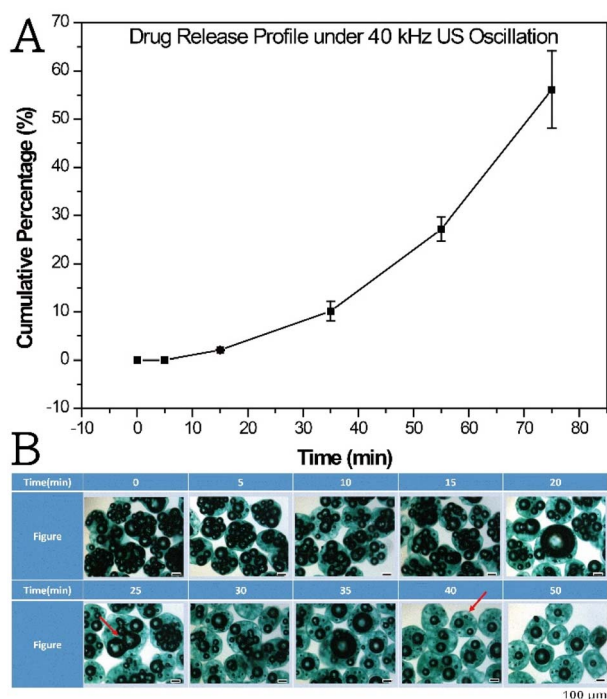 A
Drug Release Profile under 40 kHz US Oscillation
Cumulative Percentage (%)
70
60
50
40
30
20
10
0
-10
-10 0 10 20 30 40 50 60 70 80
Time (min)
B
Time(min) 0 5 10 15 20
Figure
Time(min) 25 30 35 40 50
Figure
100 μm